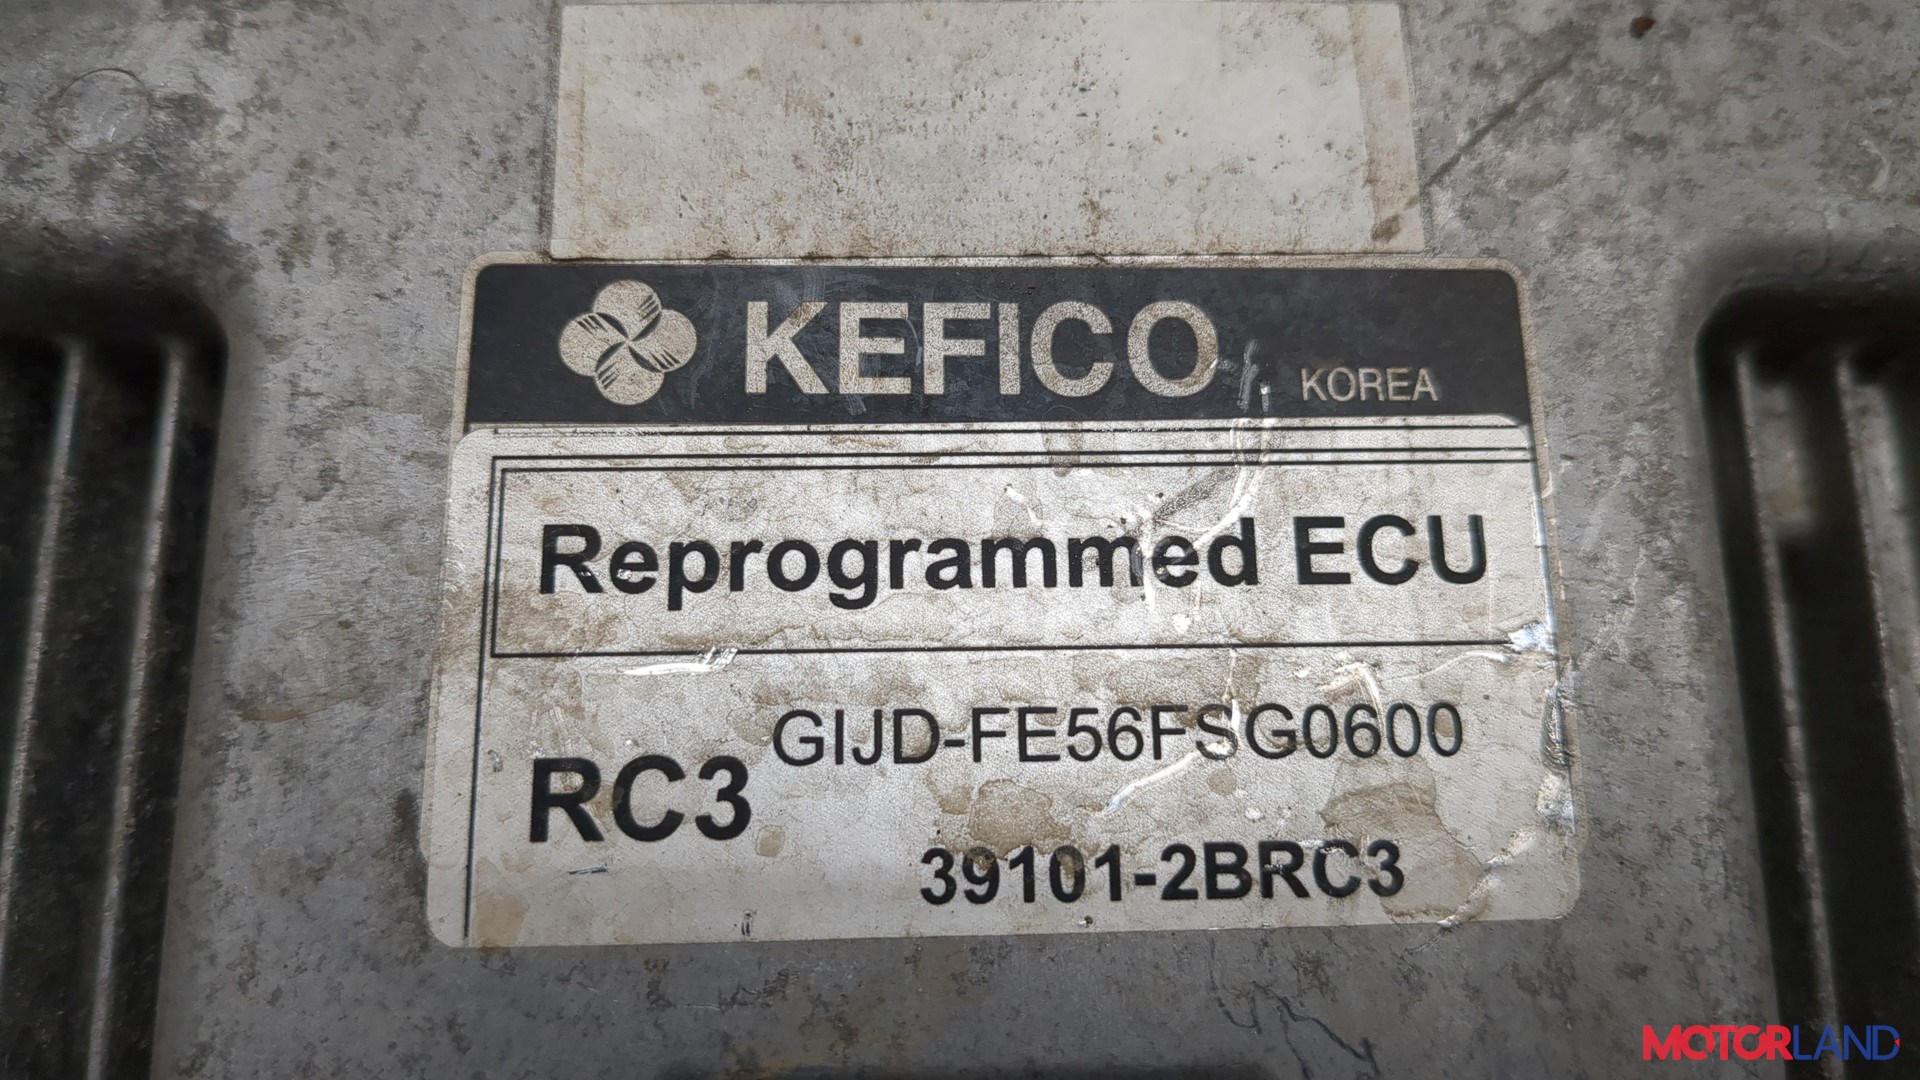 KEFICO KOREA
Reprogrammed ECU
GIJD-FE56FSG0600
RC3
39101-2BRC3
MOTORLAND